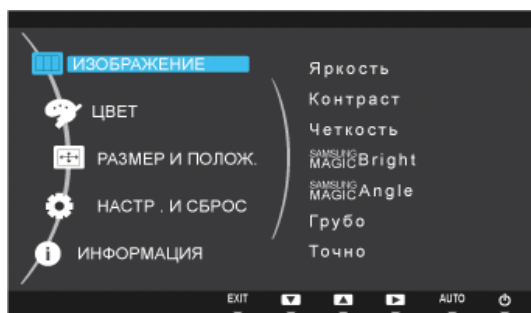 ИЗОБРАЖЕНИЕ
ЦВЕТ
РАЗМЕР И ПОЛОЖ.
НАСТР . И СБРОС
ИНФОРМАЦИЯ
Яркость
Контраст
Четкость
SAMSUNG MAGIC Bright
SAMSUNG MAGIC Angle
Грубо
Точно
EXIT AUTO